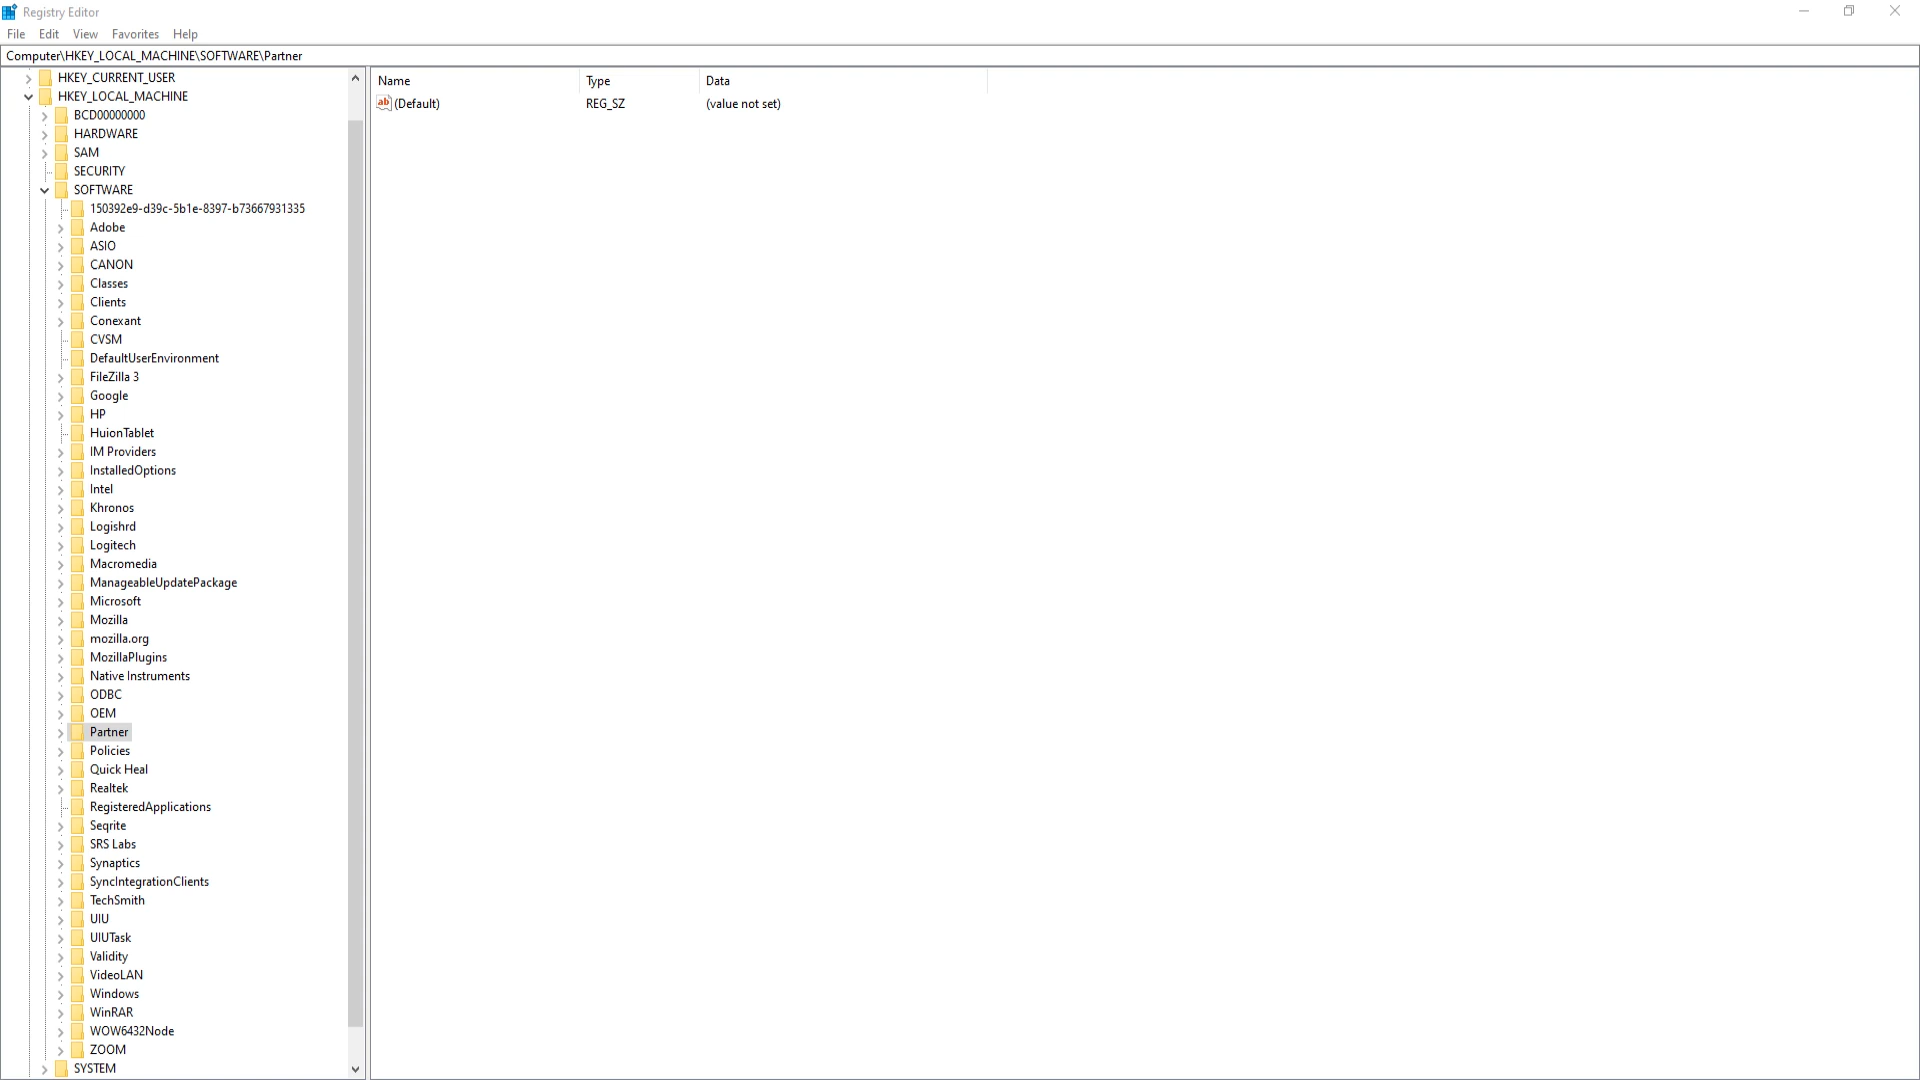 Registry Editor
File Edit View Favorites Help
Computer\HKEY_LOCAL_MACHINE\SOFTWARE\Partner
Name Type Data
(Default) REG_SZ (value not set)
HKEY_CURRENT_USER
HKEY_LOCAL_MACHINE
BCD00000000
HARDWARE
SAM
SECURITY
SOFTWARE
150392e9-d39c-5b1e-8397-b73667931335
Adobe
ASIO
CANON
Classes
Clients
Conexant
CVSM
DefaultUserEnvironment
FileZilla 3
Google
HP
HuionTablet
IM Providers
InstalledOptions
Intel
Khronos
Logishrd
Logitech
Macromedia
ManageableUpdatePackage
Microsoft
Mozilla
mozilla.org
MozillaPlugins
Native Instruments
ODBC
OEM
Partner
Policies
Quick Heal
Realtek
RegisteredApplications
Seqrite
SRS Labs
Synaptics
SyncIntegrationClients
TechSmith
UIU
UIUTask
Validity
VideoLAN
Windows
WinRAR
WOW6432Node
ZOOM
SYSTEM